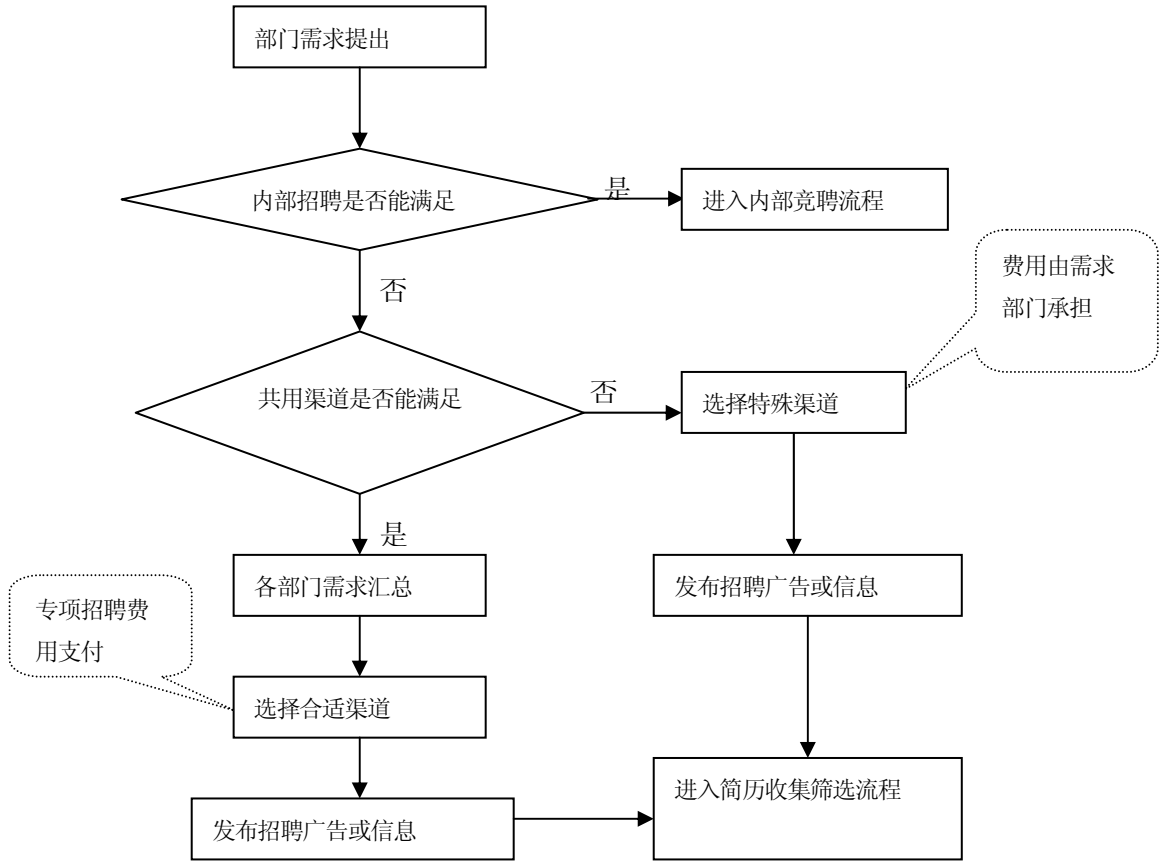 部门需求提出
内部招聘是否能满足
是
进入内部竞聘流程
费用由需求
部门承担
否
共用渠道是否能满足
否
选择特殊渠道
是
各部门需求汇总
发布招聘广告或信息
专项招聘费
用支付
选择合适渠道
进入简历收集筛选流程
发布招聘广告或信息